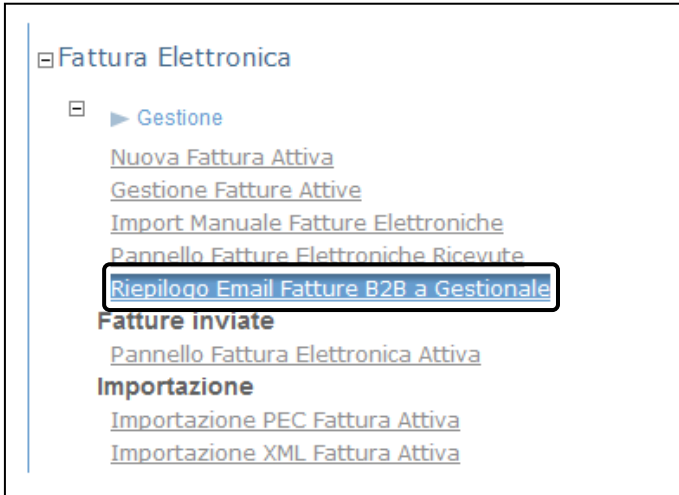 Fattura Elettronica
Gestione
Nuova Fattura Attiva
Gestione Fatture Attive
Import Manuale Fatture Elettroniche
Pannello Fatture Elettroniche Ricevute
Riepilogo Email Fatture B2B a Gestionale
Fatture inviate
Pannello Fattura Elettronica Attiva
Importazione
Importazione PEC Fattura Attiva
Importazione XML Fattura Attiva